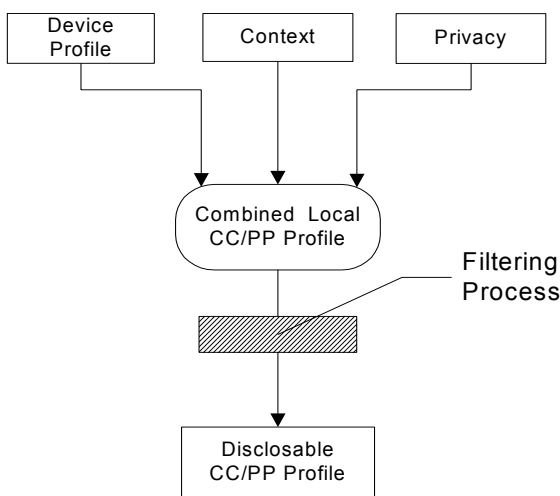 Device
Profile
Context
Privacy
Combined Local
CC/PP Profile
Filtering
Process
Disclosable
CC/PP Profile